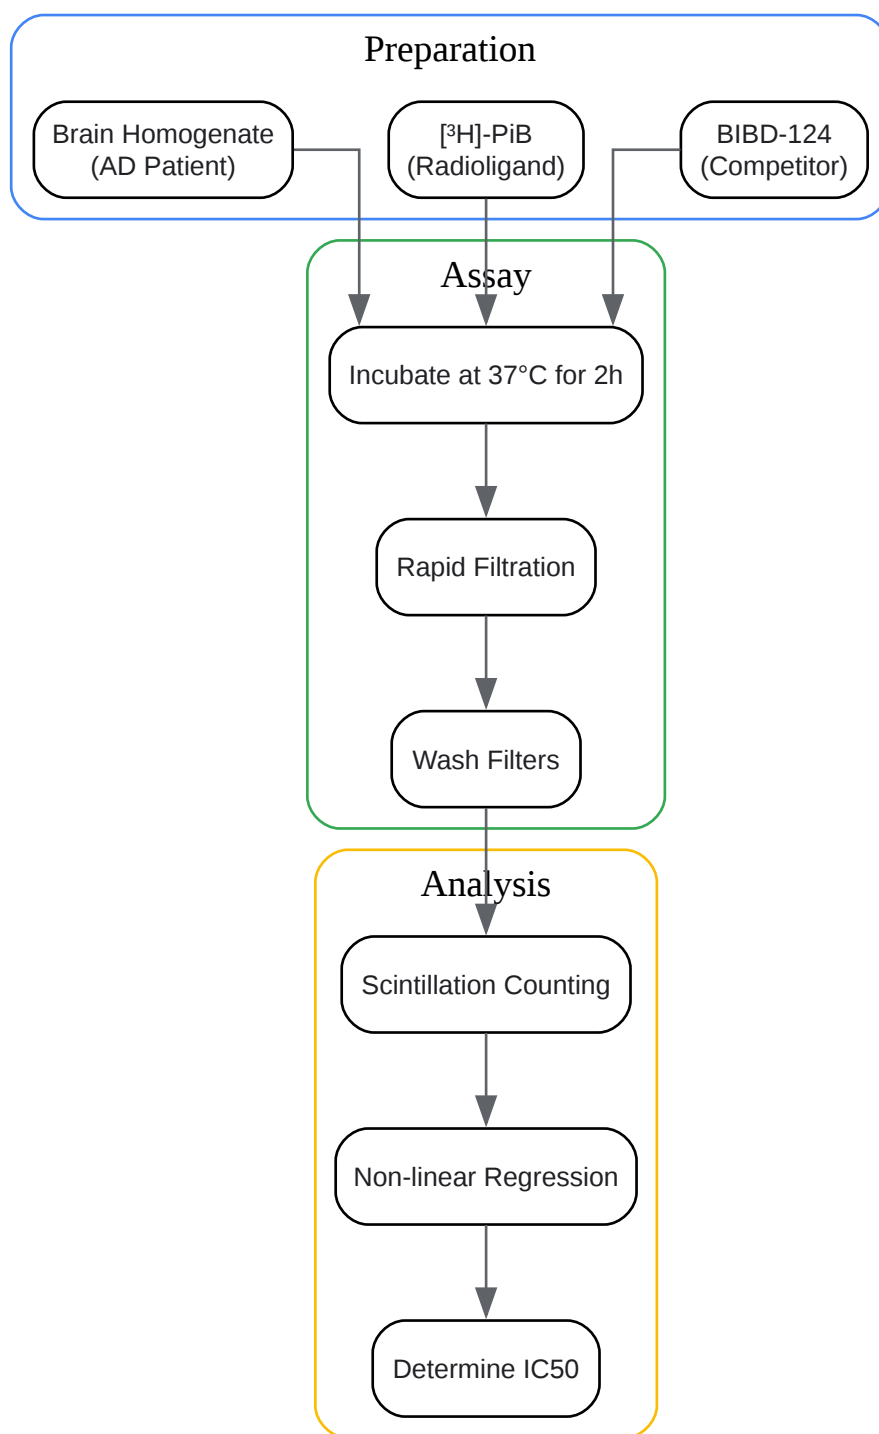 Preparation
Brain Homogenate
(AD Patient)
[³H]-PiB
(Radioligand)
BIBD-124
(Competitor)
Assay
Incubate at 37°C for 2h
Rapid Filtration
Wash Filters
Analysis
Scintillation Counting
Non-linear Regression
Determine IC50